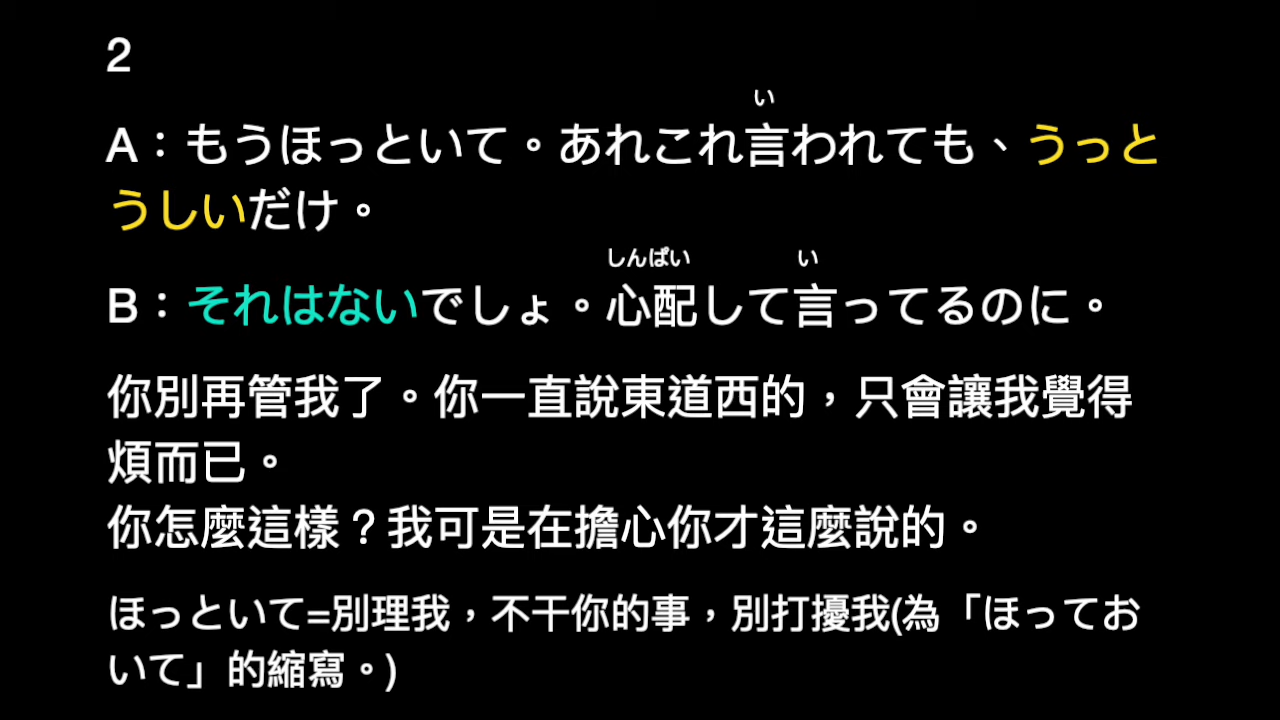 2
い
A：もうほっといて。あれこれ言われても、うっと
うしいだけ。
しんぱい い
B：それはないでしょ。心配して言ってるのに。
你別再管我了。你一直說東道西的，只會讓我覺得
煩而已。
你怎麼這樣？我可是在擔心你才這麼說的。
ほっといて=別理我，不干你的事，別打擾我(為「ほってお
いて」的縮寫。)